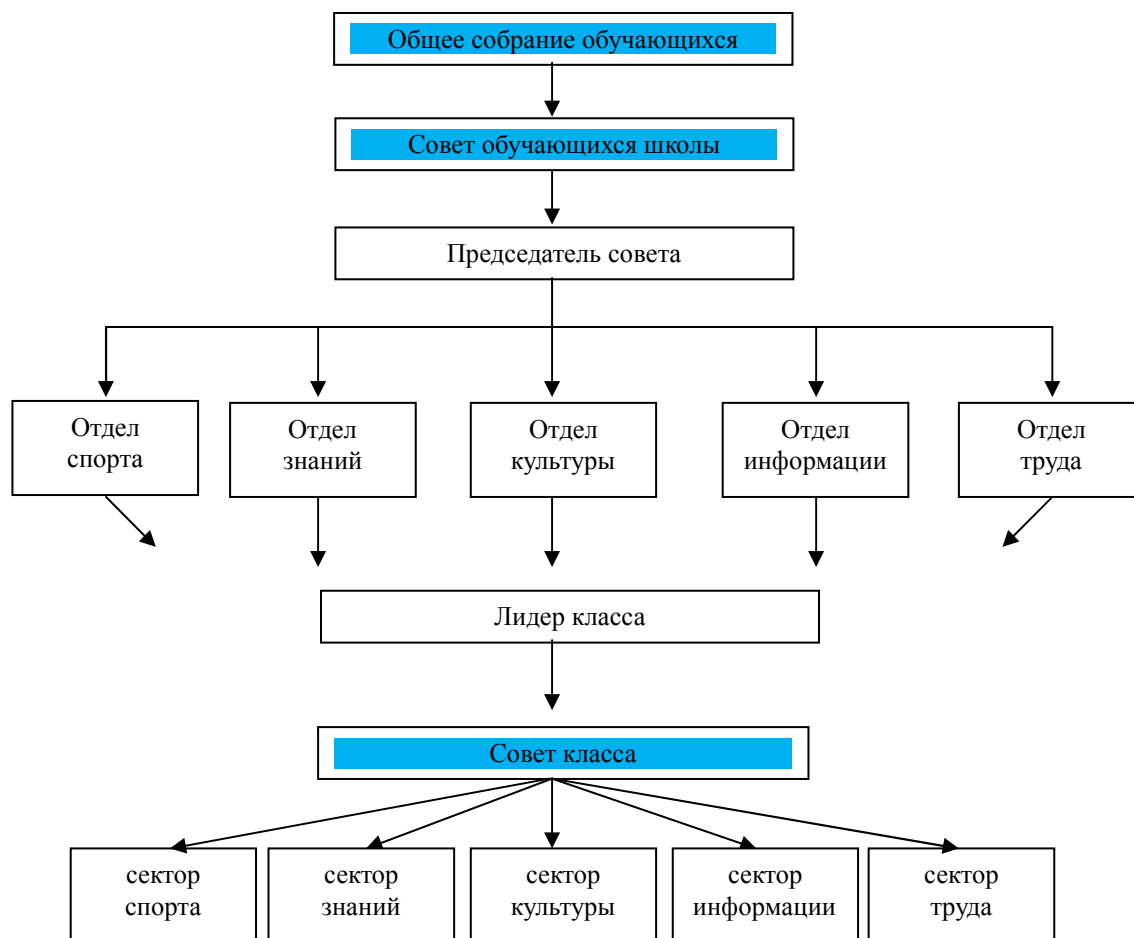 Общее собрание обучающихся
Совет обучающихся школы
Председатель совета
Отдел
спорта
Отдел
знаний
Отдел
культуры
Отдел
информации
Отдел
труда
Лидер класса
Совет класса
сектор
спорта
сектор
знаний
сектор
культуры
сектор
информации
сектор
труда